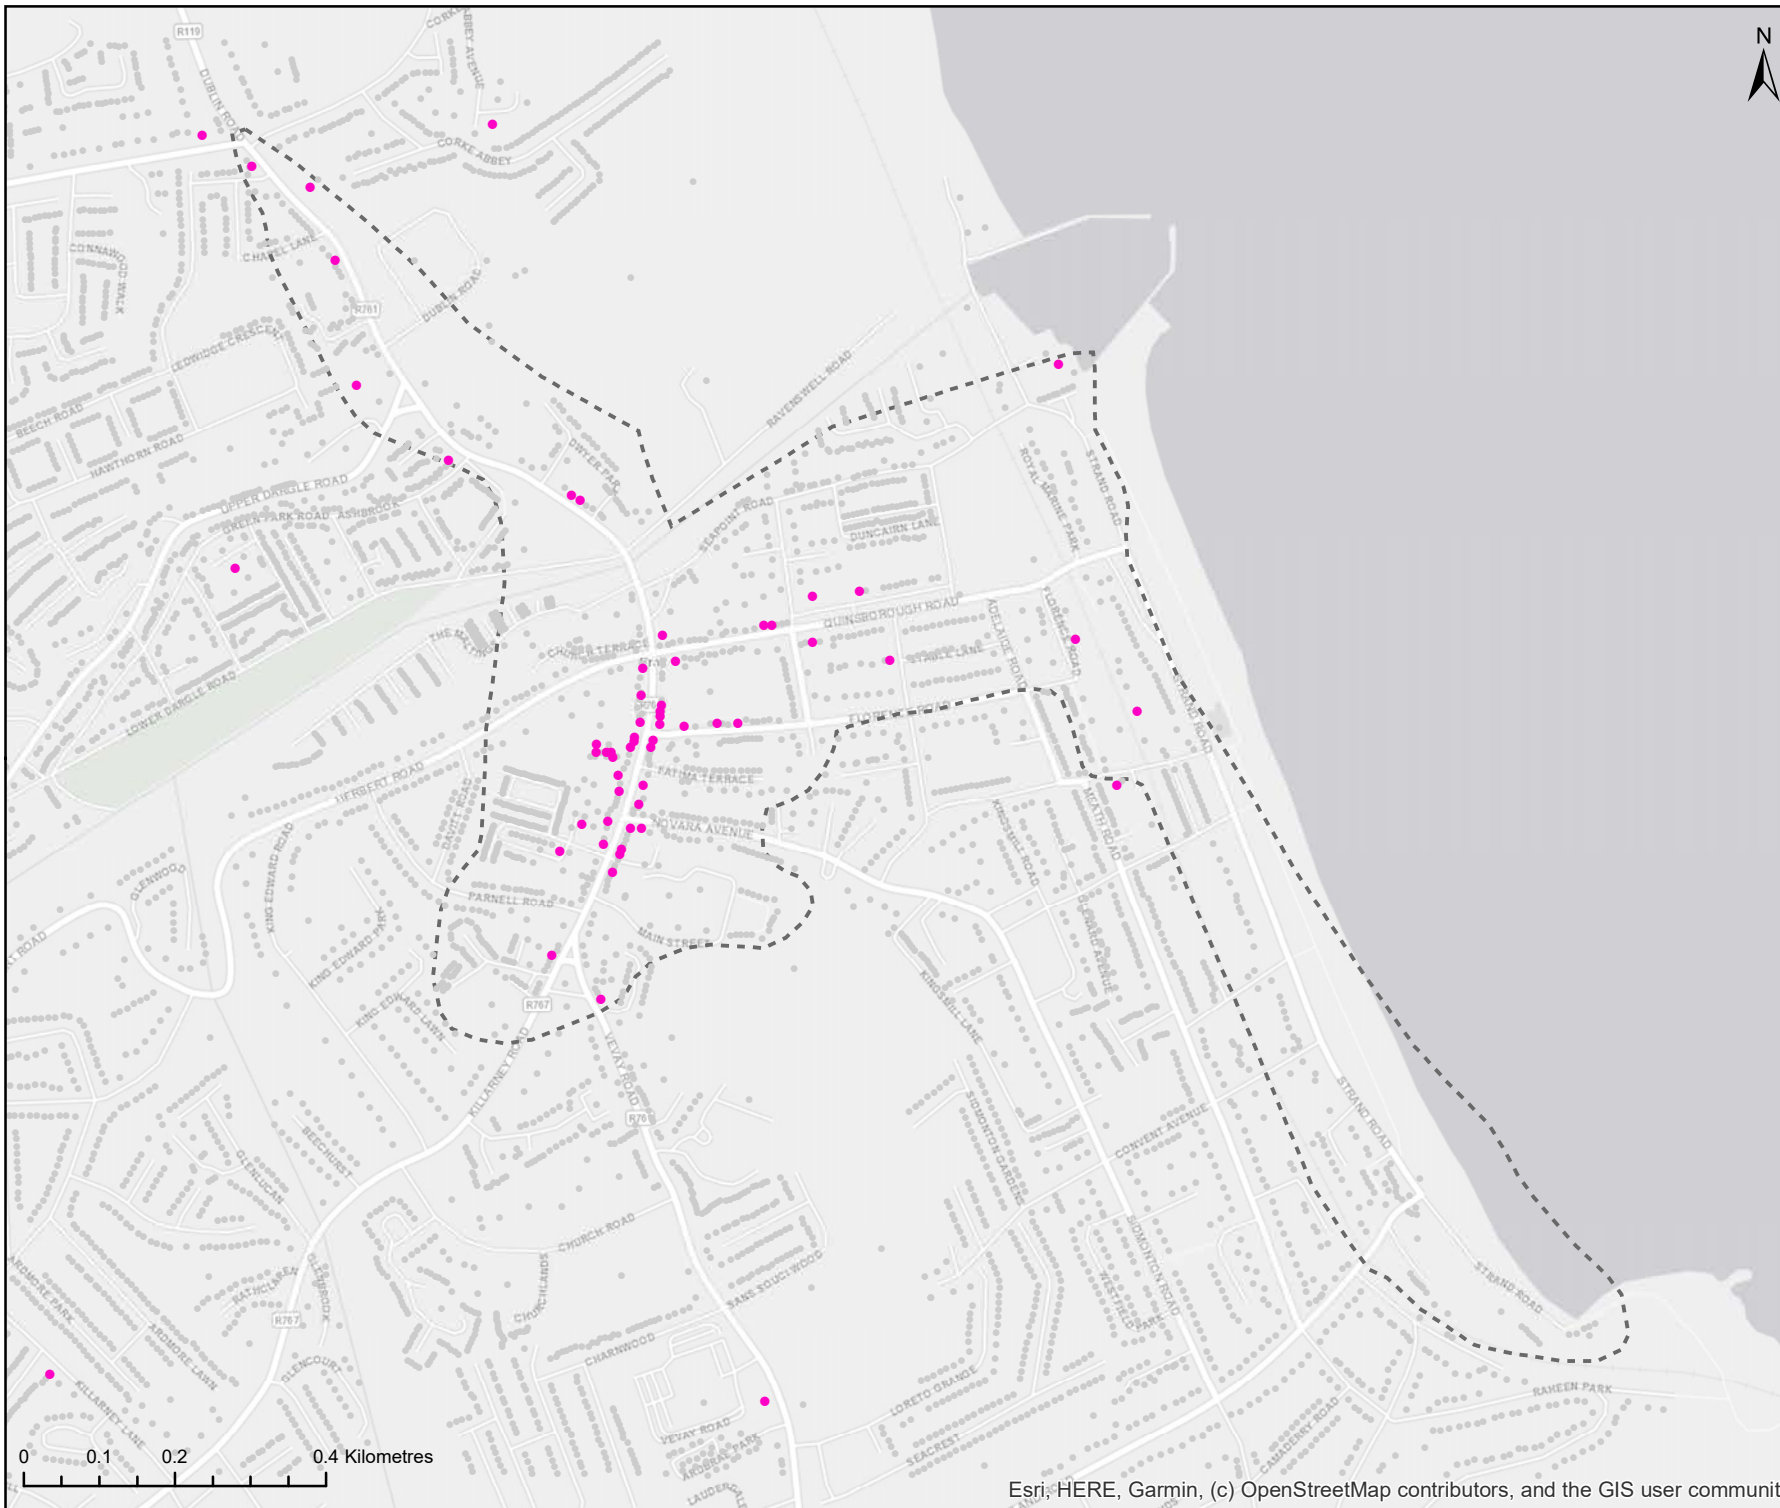 CORKE ABBEY AVENUE
R119
DUBLIN ROAD
N
CORKE ABBEY
CONNAWOOD WALK
CHAPEL LANE
DUBLIN ROAD
R761
LEDWIDGE CRESCENT
RAVENSWELL ROAD
BEECH ROAD
HAWTHORN ROAD
DWYER PARK
UPPER DARGLE ROAD
GREEN PARK ROAD
ASHBROOK
SEAPOINT ROAD
DUNCAIRN LANE
ROYAL MARINE PARK
STRAND ROAD
QUINSBOROUGH ROAD
ADELAIDE ROAD
FLORENCE ROAD
CHURCH TERRACE
LOWER DARGLE ROAD
FLORENCE ROAD
STRAND ROAD
HERBERT ROAD
FATIMA TERRACE
NOVARA AVENUE
MEATH ROAD
KINGSMILL ROAD
KING EDWARD ROAD
GLENWOOD
PARNELL ROAD
MAIN STREET
KING EDWARD PARK
KING EDWARD LAWN
R767
KINGSMILL LANE
KILLARNEY ROAD
VEVAY ROAD
SIDMONTON GARDENS
CONVENT AVENUE
STRAND ROAD
BEECHURST
GLENLUCAN
CHURCH ROAD
SIDMONTON ROAD
SANS SOUCI WOOD
STRAND ROAD
WESTFIELD PARK
ARDMORE PARK
RATHCLAREN
GLENBROOK
CHURCHLANDS
R767
ARDMORE LAWN
CHARNWOOD
GLENCOURT
LORETO GRANGE
RAHEEN PARK
KILLARNEY LANE
VEVAY ROAD
SEACREST
CAMADERRY ROAD
ARDBRAE PARK
0 0.1 0.2 0.4 Kilometres
Esri, HERE, Garmin, (c) OpenStreetMap contributors, and the GIS user communit